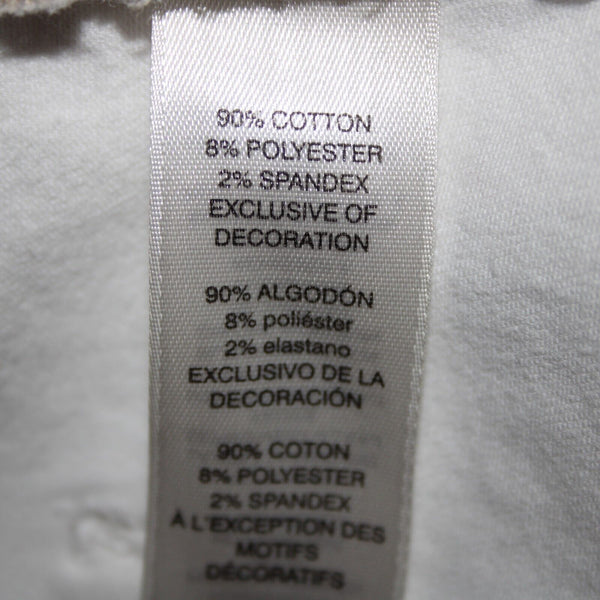 90% COTTON
8% POLYESTER
2% SPANDEX
EXCLUSIVE OF
DECORATION
90% ALGODÓN
8% poliéster
2% elastano
EXCLUSIVO DE LA
DECORACIÓN
90% COTON
8% POLYESTER
2% SPANDEX
À L'EXCEPTION DES
MOTIFS
DÉCORATIFS